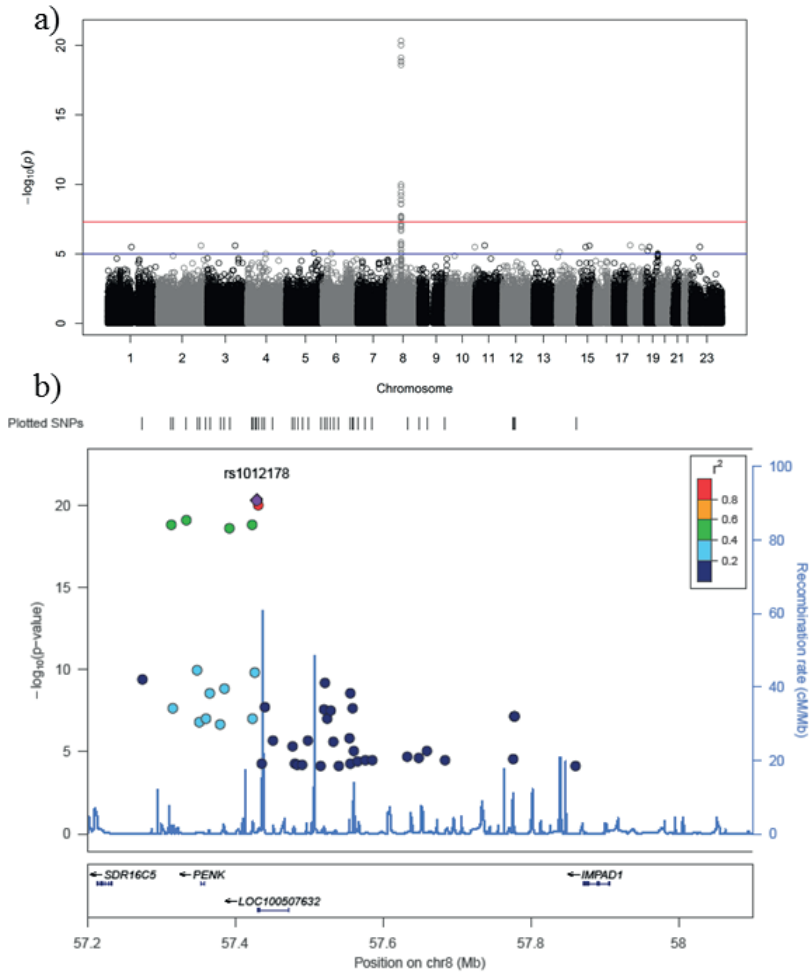 a)
20
15
10
5
0
−log10(p)
1 2 3 4 5 6 7 8 9 10 11 12 13 15 17 19 21 23
Chromosome
b)
Plotted SNPs
rs1012178
r²
0.8
0.6
0.4
0.2
20
15
10
5
0
−log10(p−value)
100
80
60
40
20
0
Recombination rate (cM/Mb)
←SDR16C5
←PENK
←IMPAD1
←LOC100507632
57.2 57.4 57.6 57.8 58
Position on chr8 (Mb)